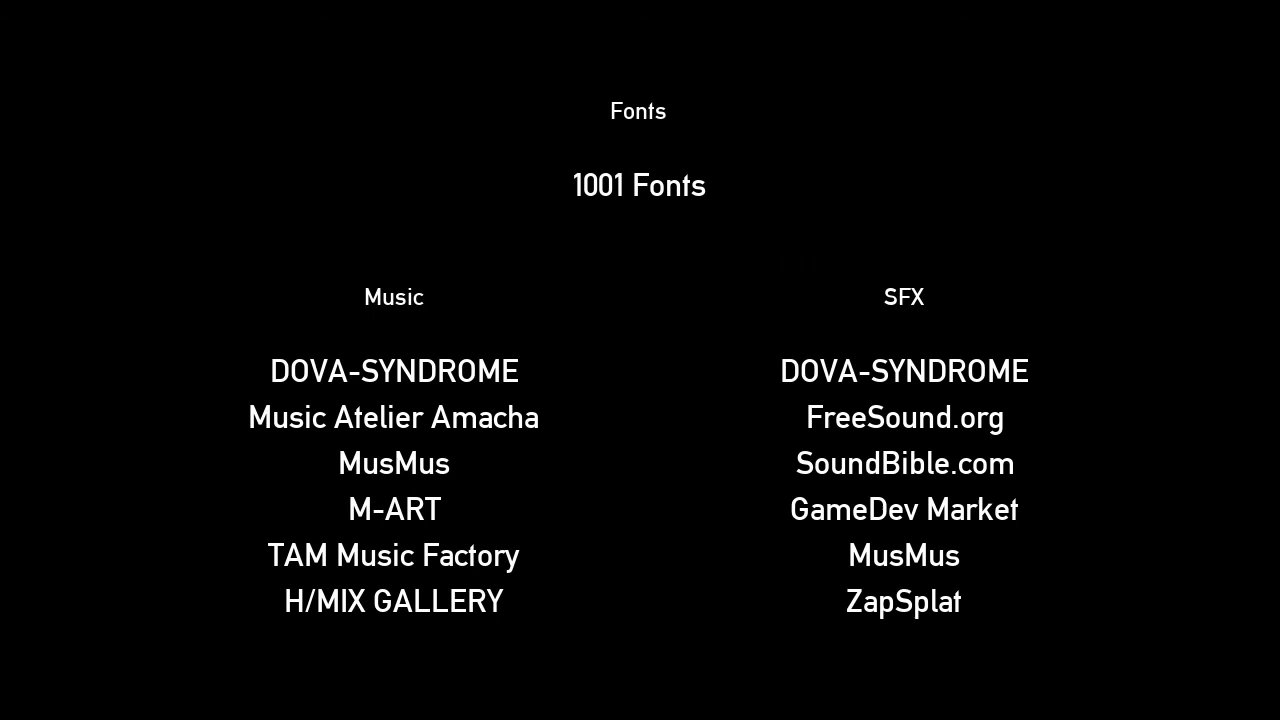 Fonts
1001 Fonts
Music
DOVA-SYNDROME
Music Atelier Amacha
MusMus
M-ART
TAM Music Factory
H/MIX GALLERY
SFX
DOVA-SYNDROME
FreeSound.org
SoundBible.com
GameDev Market
MusMus
ZapSplat